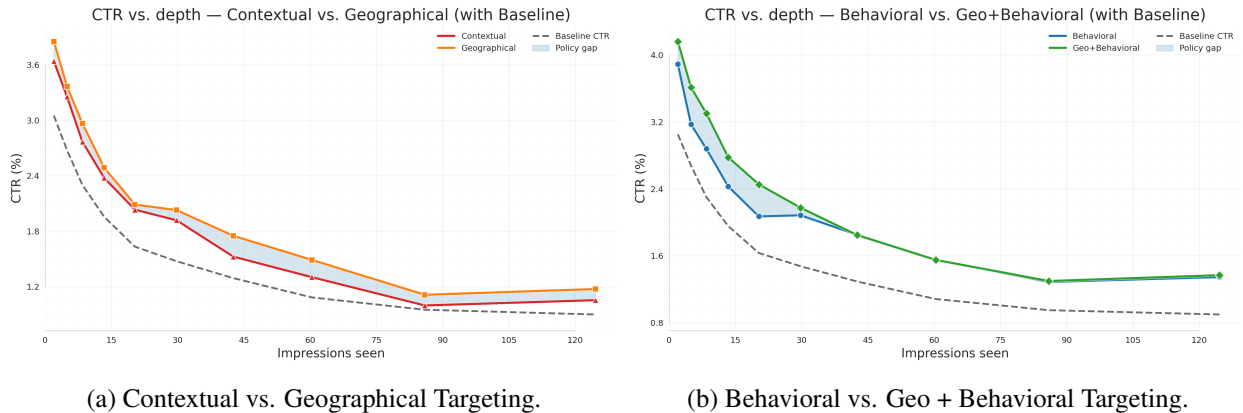 CTR vs. depth — Contextual vs. Geographical (with Baseline)
Contextual
Geographical
Baseline CTR
Policy gap
CTR (%)
3.6
3.0
2.4
1.8
1.2
0 15 30 45 60 75 90 105 120
Impressions seen
(a) Contextual vs. Geographical Targeting.
CTR vs. depth — Behavioral vs. Geo+Behavioral (with Baseline)
Behavioral
Geo+Behavioral
Baseline CTR
Policy gap
CTR (%)
4.0
3.2
2.4
1.6
0.8
0 15 30 45 60 75 90 105 120
Impressions seen
(b) Behavioral vs. Geo + Behavioral Targeting.